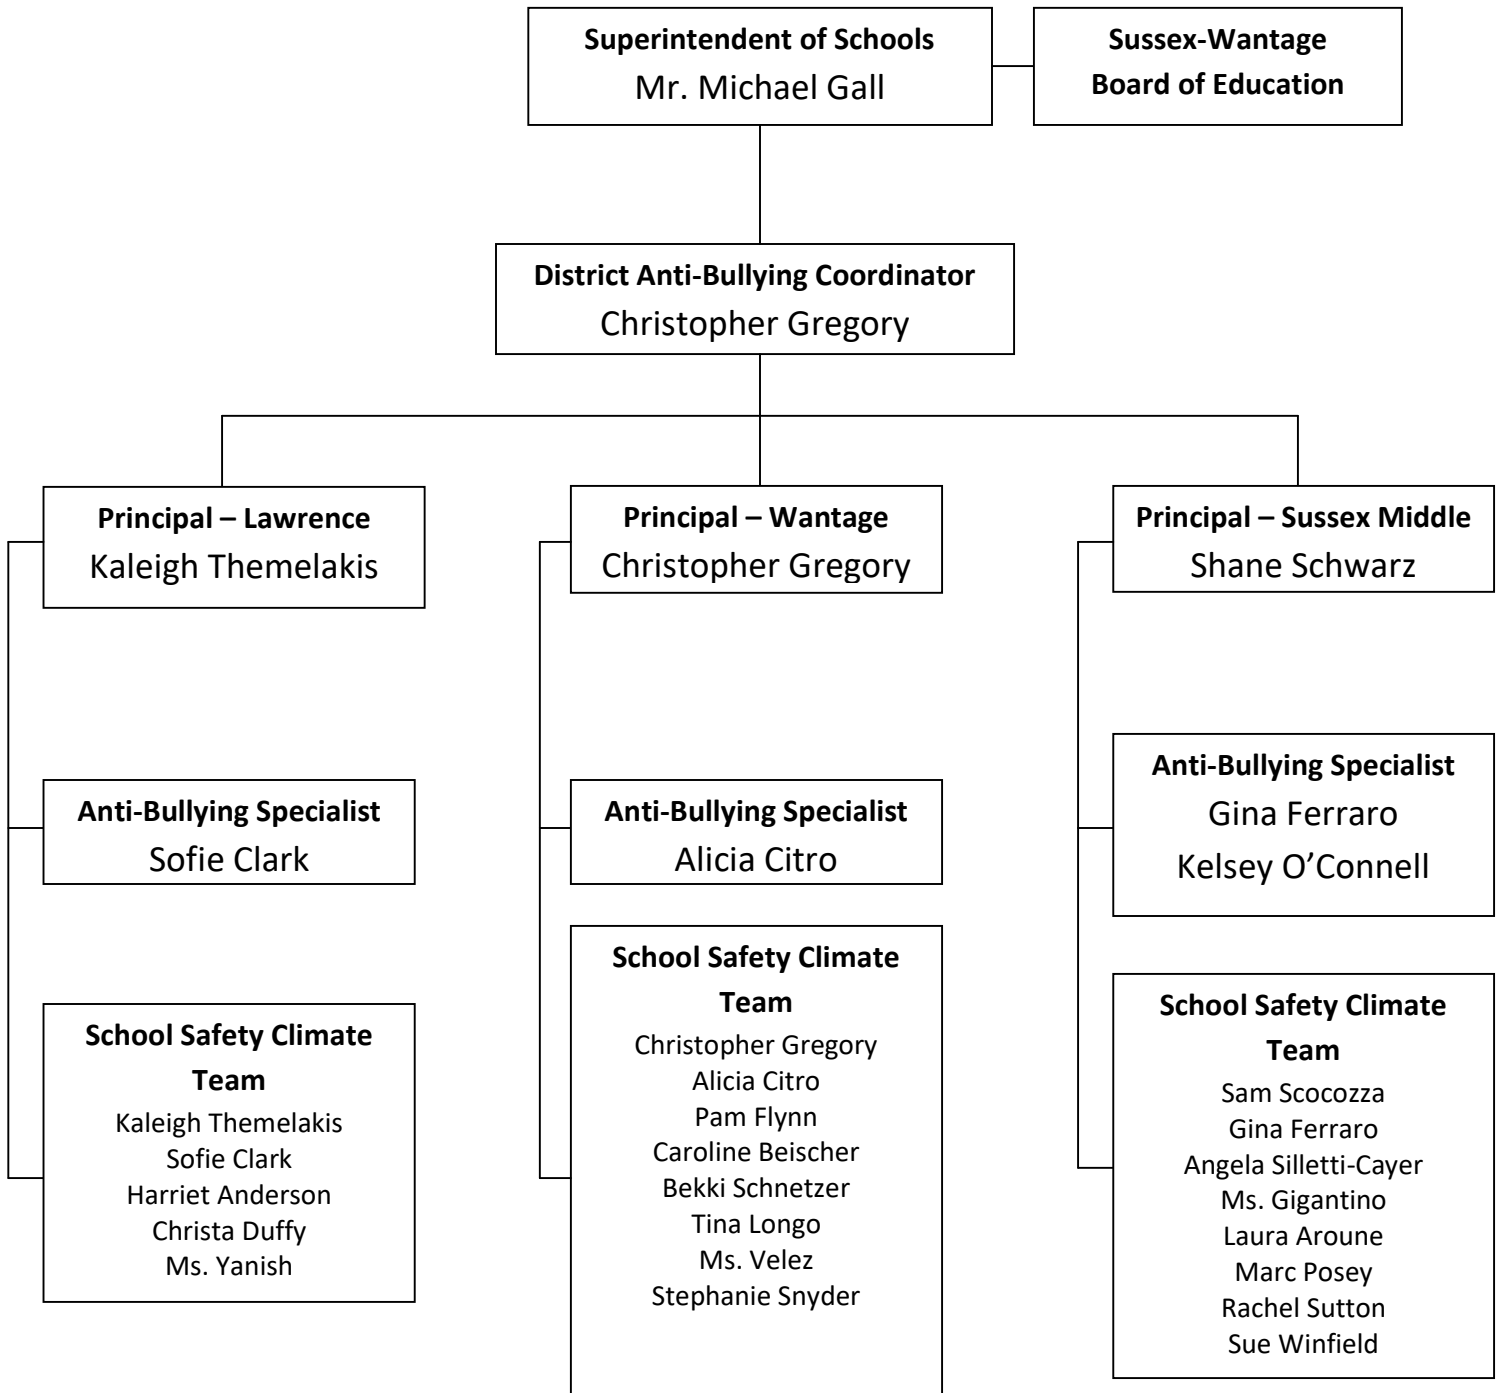 Superintendent of Schools
Mr. Michael Gall
Sussex-Wantage
Board of Education
District Anti-Bullying Coordinator
Christopher Gregory
Principal – Lawrence
Kaleigh Themelakis
Principal – Wantage
Christopher Gregory
Principal – Sussex Middle
Shane Schwarz
Anti-Bullying Specialist
Sofie Clark
Anti-Bullying Specialist
Alicia Citro
Anti-Bullying Specialist
Gina Ferraro
Kelsey O’Connell
School Safety Climate
Team
Kaleigh Themelakis
Sofie Clark
Harriet Anderson
Christa Duffy
Ms. Yanish
School Safety Climate
Team
Christopher Gregory
Alicia Citro
Pam Flynn
Caroline Beischer
Bekki Schnetzer
Tina Longo
Ms. Velez
Stephanie Snyder
School Safety Climate
Team
Sam Scocozza
Gina Ferraro
Angela Silletti-Cayer
Ms. Gigantino
Laura Aroune
Marc Posey
Rachel Sutton
Sue Winfield